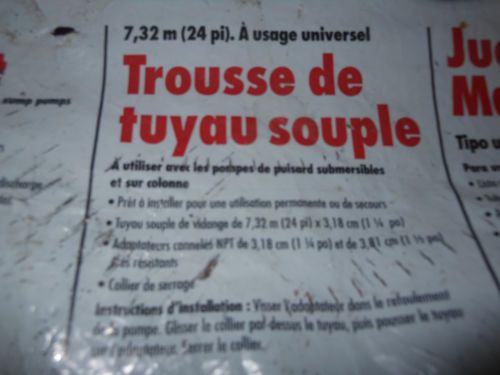 7,32 m (24 pi). À usage universel
Trousse de
tuyau souple
À utiliser avec les pompes de puisard submersibles
et sur colonne
• Prêt à installer pour une utilisation permanente ou de secours
• Tuyau souple de vidange de 7,32 m (24 pi) x 3,18 cm (1 ¼ po)
• Adaptateurs cannelés NPT de 3,18 cm (1 ¼ po) et de 3,81 cm (1 ½ po)
résistants
• Collier de serrage
Instructions d'installation : Visser l'adaptateur dans le refoulement
de la pompe. Glisser le collier par-dessus le tuyau, puis pousser le tuyau
sur l'adaptateur. Serrer le collier.
sump pumps
discharge
Ju
M
Tipo u
Para u